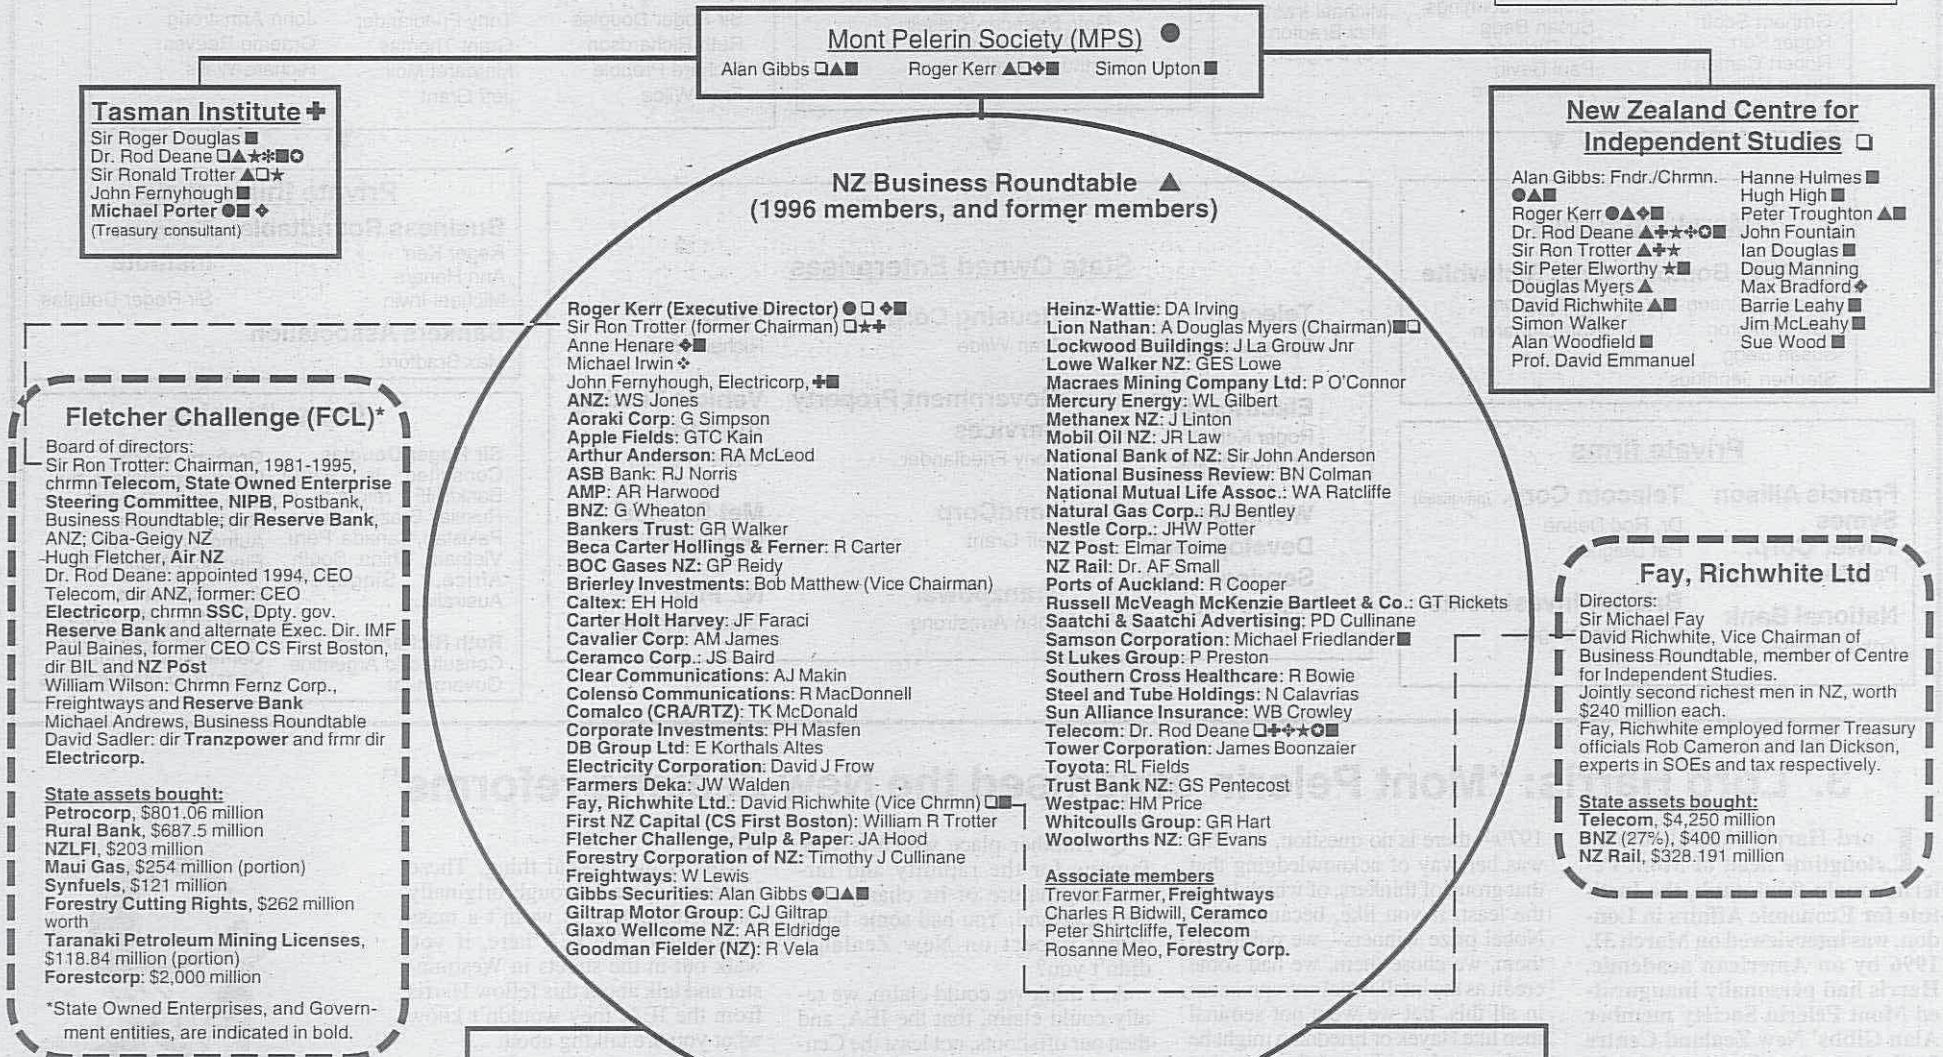 Mont Pelerin Society (MPS) ●
Alan Gibbs ❏▲■ Roger Kerr ▲❏❖■ Simon Upton ■
Tasman Institute ✚
Sir Roger Douglas ■
Dr. Rod Deane ❏▲★✻■✪
Sir Ronald Trotter ▲❏★
John Fernyhough ■
Michael Porter ●■ ❖
(Treasury consultant)
New Zealand Centre for
Independent Studies ❏
Alan Gibbs: Fndr./Chrmn.
●▲■
Roger Kerr ●▲❖■
Dr. Rod Deane ▲✚★✣✪■
Sir Ron Trotter ▲✚★
Sir Peter Elworthy ★■
Douglas Myers ▲
David Richwhite ▲■
Simon Walker
Alan Woodfield ■
Prof. David Emmanuel
Hanne Hulmes ■
Hugh High ■
Peter Troughton ▲■
John Fountain
Ian Douglas ■
Doug Manning
Max Bradford ❖
Barrie Leahy ■
Jim McLeahy ■
Sue Wood ■
NZ Business Roundtable ▲
(1996 members, and former members)
Roger Kerr (Executive Director) ● ❏ ❖■
Sir Ron Trotter (former Chairman) ❏★✚
Anne Henare ❖■
Michael Irwin ❖
John Fernyhough, Electricorp, ✚■
ANZ: WS Jones
Aoraki Corp: G Simpson
Apple Fields: GTC Kain
Arthur Anderson: RA McLeod
ASB Bank: RJ Norris
AMP: AR Harwood
BNZ: G Wheaton
Bankers Trust: GR Walker
Beca Carter Hollings & Ferner: R Carter
BOC Gases NZ: GP Reidy
Brierley Investments: Bob Matthew (Vice Chairman)
Caltex: EH Hold
Carter Holt Harvey: JF Faraci
Cavalier Corp: AM James
Ceramco Corp.: JS Baird
Clear Communications: AJ Makin
Colenso Communications: R MacDonnell
Comalco (CRA/RTZ): TK McDonald
Corporate Investments: PH Masfen
DB Group Ltd: E Korthals Altes
Electricity Corporation: David J Frow
Farmers Deka: JW Walden
Fay, Richwhite Ltd.: David Richwhite (Vice Chrmn) ❏■
First NZ Capital (CS First Boston): William R Trotter
Fletcher Challenge, Pulp & Paper: JA Hood
Forestry Corporation of NZ: Timothy J Cullinane
Freightways: W Lewis
Gibbs Securities: Alan Gibbs ●❏▲■
Giltrap Motor Group: CJ Giltrap
Glaxo Wellcome NZ: AR Eldridge
Goodman Fielder (NZ): R Vela
Heinz-Wattie: DA Irving
Lion Nathan: A Douglas Myers (Chairman)■❏
Lockwood Buildings: J La Grouw Jnr
Lowe Walker NZ: GES Lowe
Macraes Mining Company Ltd: P O'Connor
Mercury Energy: WL Gilbert
Methanex NZ: J Linton
Mobil Oil NZ: JR Law
National Bank of NZ: Sir John Anderson
National Business Review: BN Colman
National Mutual Life Assoc.: WA Ratcliffe
Natural Gas Corp.: RJ Bentley
Nestle Corp.: JHW Potter
NZ Post: Elmar Toime
NZ Rail: Dr. AF Small
Ports of Auckland: R Cooper
Russell McVeagh McKenzie Bartleet & Co.: GT Rickets
Saatchi & Saatchi Advertising: PD Cullinane
Samson Corporation: Michael Friedlander■
St Lukes Group: P Preston
Southern Cross Healthcare: R Bowie
Steel and Tube Holdings: N Calavrias
Sun Alliance Insurance: WB Crowley
Telecom: Dr. Rod Deane ❏✚✣★✪■
Tower Corporation: James Boonzaier
Toyota: RL Fields
Trust Bank NZ: GS Pentecost
Westpac: HM Price
Whitcoulls Group: GR Hart
Woolworths NZ: GF Evans
Associate members
Trevor Farmer, Freightways
Charles R Bidwill, Ceramco
Peter Shirtcliffe, Telecom
Rosanne Meo, Forestry Corp.
Fletcher Challenge (FCL)*
Board of directors:
Sir Ron Trotter: Chairman, 1981-1995,
chrmn Telecom, State Owned Enterprise
Steering Committee, NIPB, Postbank,
Business Roundtable; dir Reserve Bank,
ANZ; Ciba-Geigy NZ
Hugh Fletcher, Air NZ
Dr. Rod Deane: appointed 1994, CEO
Telecom, dir ANZ, former: CEO
Electricorp, chrmn SSC, Dpty. gov.
Reserve Bank and alternate Exec. Dir. IMF
Paul Baines, former CEO CS First Boston,
dir BIL and NZ Post
William Wilson: Chrmn Fernz Corp.,
Freightways and Reserve Bank
Michael Andrews, Business Roundtable
David Sadler: dir Tranzpower and frmr dir
Electricorp.
State assets bought:
Petrocorp, $801.06 million
Rural Bank, $687.5 million
NZLFI, $203 million
Maui Gas, $254 million (portion)
Synfuels, $121 million
Forestry Cutting Rights, $262 million
worth
Taranaki Petroleum Mining Licenses,
$118.84 million (portion)
Forestcorp: $2,000 million
*State Owned Enterprises, and Govern-
ment entities, are indicated in bold.
Fay, Richwhite Ltd
Directors:
Sir Michael Fay
David Richwhite, Vice Chairman of
Business Roundtable, member of Centre
for Independent Studies.
Jointly second richest men in NZ, worth
$240 million each.
Fay, Richwhite employed former Treasury
officials Rob Cameron and Ian Dickson,
experts in SOEs and tax respectively.
State assets bought:
Telecom, $4,250 million
BNZ (27%), $400 million
NZ Rail, $328.191 million